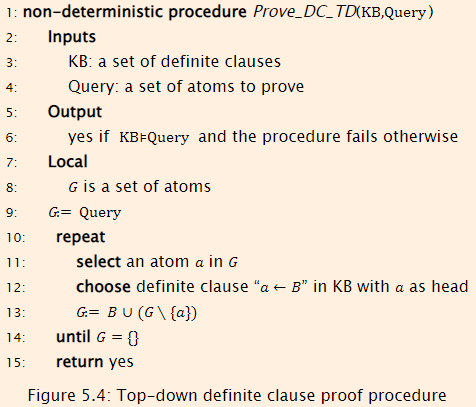 1: non-deterministic procedure Prove_DC_TD(KB,Query)
2: Inputs
3: KB: a set of definite clauses
4: Query: a set of atoms to prove
5: Output
6: yes if KB⊧Query and the procedure fails otherwise
7: Local
8: G is a set of atoms
9: G:= Query
10: repeat
11: select an atom a in G
12: choose definite clause “a ← B” in KB with a as head
13: G:= B ∪ (G \ {a})
14: until G = {}
15: return yes
Figure 5.4: Top-down definite clause proof procedure